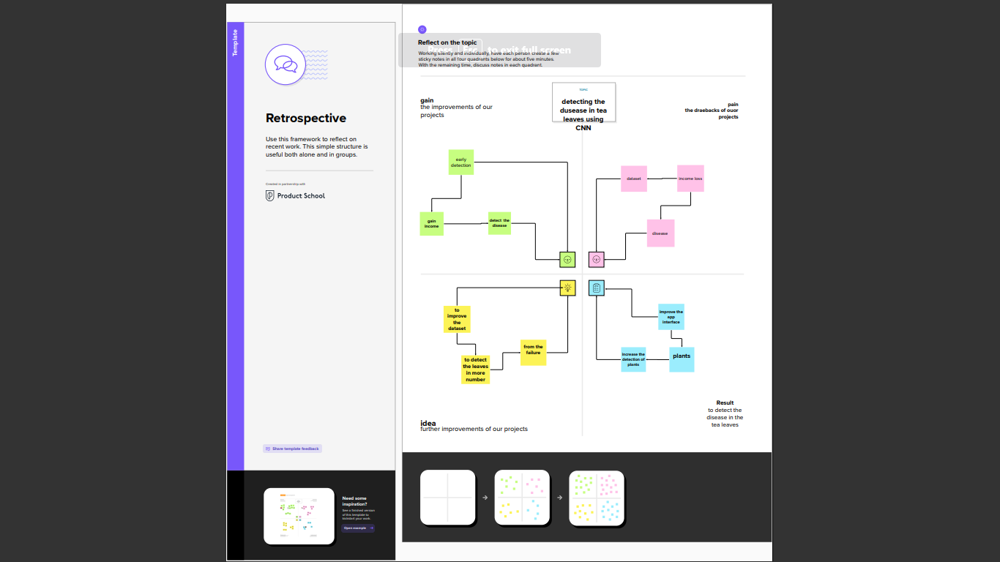 Template
Retrospective
Use this framework to reflect on
recent work. This simple structure is
useful both alone and in groups.
Created in partnership with
Product School
Share template feedback
Need some
inspiration?
See a finished version
of this template to
kickstart your work.
Open example
Press Esc to exit full screen
Reflect on the topic
Working silently and individually, have each person create a few
sticky notes in all four quadrants below for about five minutes.
With the remaining time, discuss notes in each quadrant.
TOPIC
detecting the
dusease in tea
leaves using
CNN
gain
the improvements of our
projects
pain
the draebacks of ouor
projects
early
detection
gain
income
detect the
disease
dataset
income loss
disease
to
improve
the
dataset
to detect
the leaves
in more
number
from the
failure
improve the
app
interface
increase the
detection of
plants
plants
idea
further improvements of our projects
Result
to detect the
disease in the
tea leaves